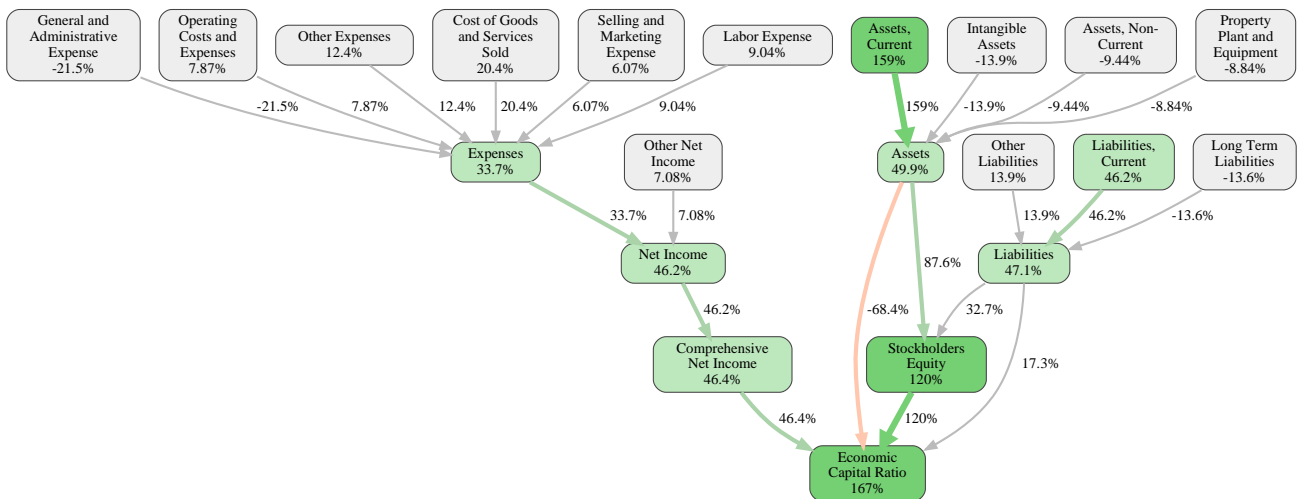 General and
Administrative
Expense
-21.5%
Operating
Costs and
Expenses
7.87%
Other Expenses
12.4%
Cost of Goods
and Services
Sold
20.4%
Selling and
Marketing
Expense
6.07%
Labor Expense
9.04%
Assets,
Current
159%
Intangible
Assets
-13.9%
Assets, Non-
Current
-9.44%
Property
Plant and
Equipment
-8.84%
-21.5%
7.87%
12.4%
20.4%
6.07%
9.04%
159%
-13.9%
-9.44%
-8.84%
Expenses
33.7%
Other Net
Income
7.08%
Assets
49.9%
Other
Liabilities
13.9%
Liabilities,
Current
46.2%
Long Term
Liabilities
-13.6%
33.7%
7.08%
13.9%
46.2%
-13.6%
Net Income
46.2%
87.6%
Liabilities
47.1%
46.2%
-68.4%
32.7%
Comprehensive
Net Income
46.4%
Stockholders
Equity
120%
17.3%
46.4%
120%
Economic
Capital Ratio
167%